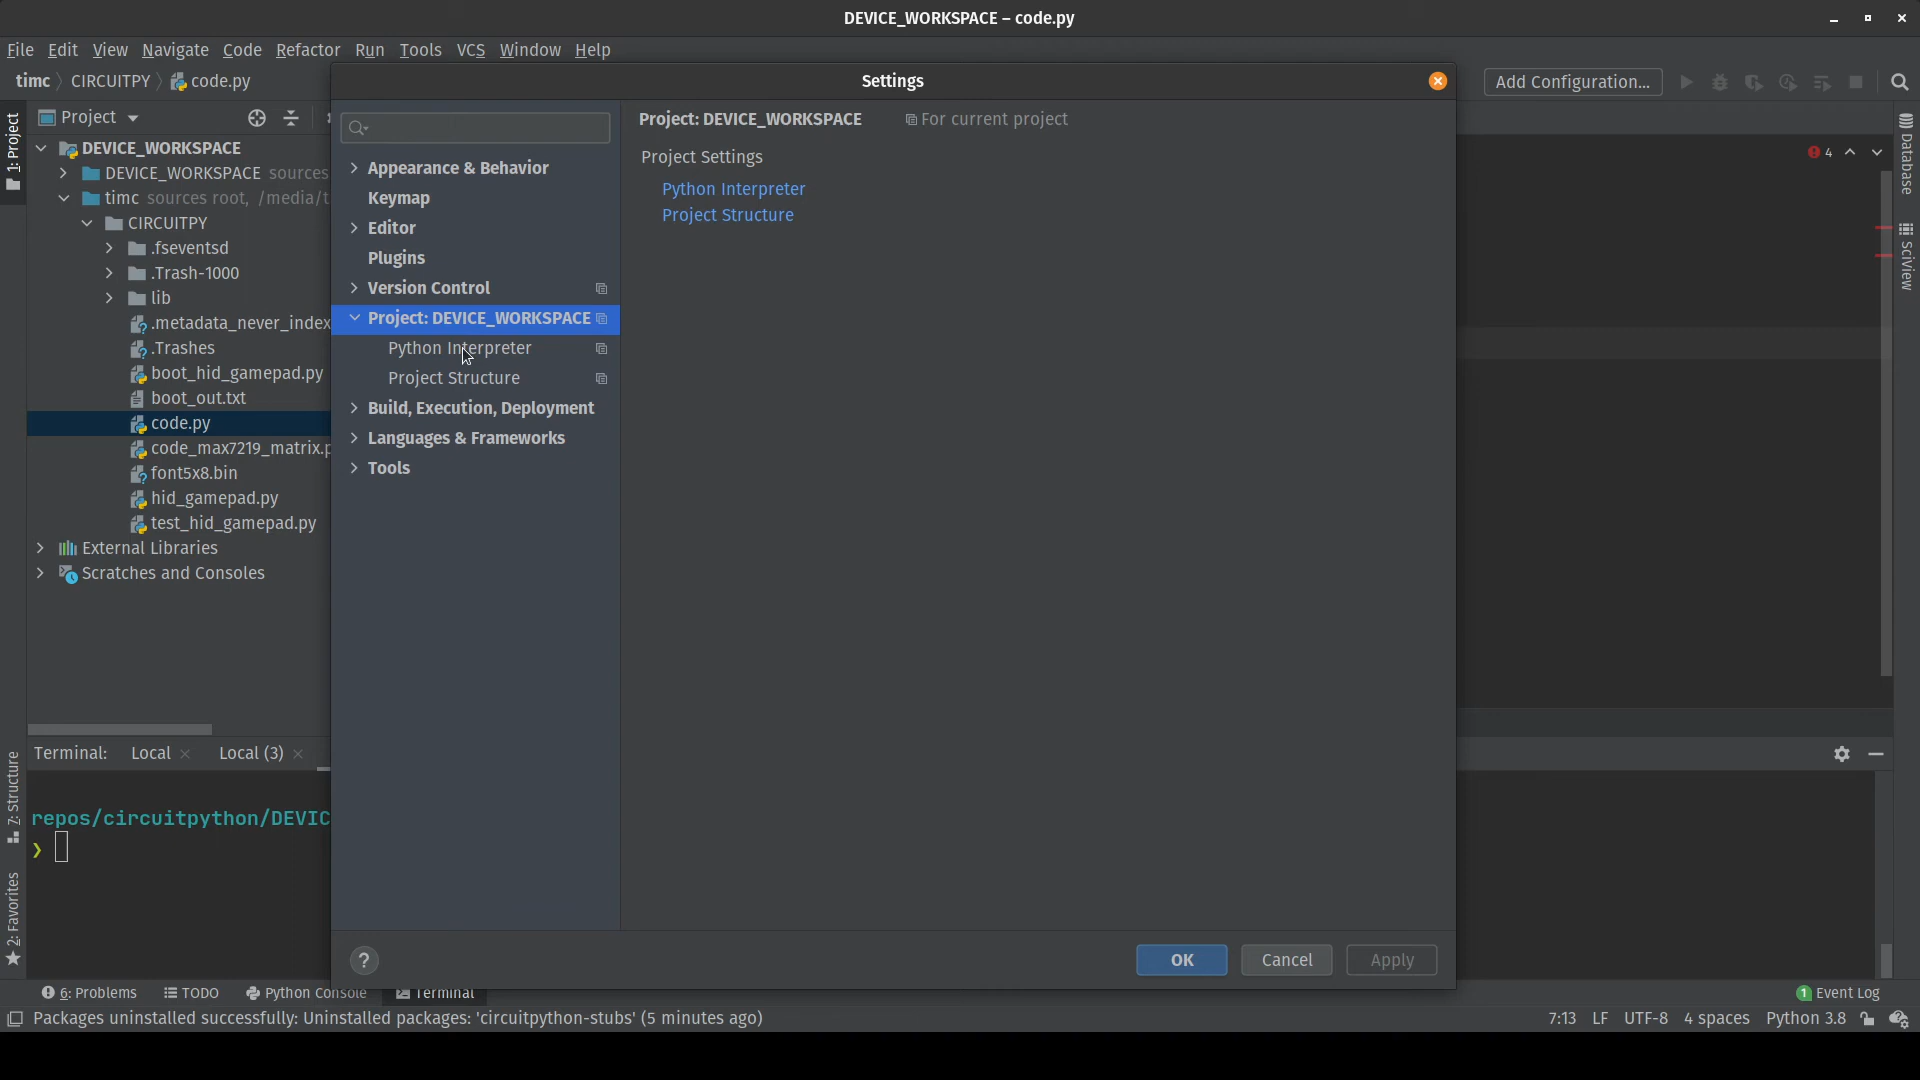 DEVICE_WORKSPACE – code.py
File Edit View Navigate Code Refactor Run Tools VCS Window Help
timc CIRCUITPY code.py
Add Configuration...
Settings
1: Project
Project
DEVICE_WORKSPACE
DEVICE_WORKSPACE sources
timc sources root, /media/t
CIRCUITPY
.fseventsd
.Trash-1000
lib
.metadata_never_index
.Trashes
boot_hid_gamepad.py
boot_out.txt
code.py
code_max7219_matrix.p
font5x8.bin
hid_gamepad.py
test_hid_gamepad.py
External Libraries
Scratches and Consoles
Appearance & Behavior
Keymap
Editor
Plugins
Version Control
Project: DEVICE_WORKSPACE
Python Interpreter
Project Structure
Build, Execution, Deployment
Languages & Frameworks
Tools
Project: DEVICE_WORKSPACE For current project
Project Settings
Python Interpreter
Project Structure
4
Database
SciView
? OK Cancel Apply
7: Structure
2: Favorites
Terminal: Local Local (3)
repos/circuitpython/DEVIC
❯
6: Problems TODO Python Console Terminal
1 Event Log
Packages uninstalled successfully: Uninstalled packages: 'circuitpython-stubs' (5 minutes ago)
7:13 LF UTF-8 4 spaces Python 3.8